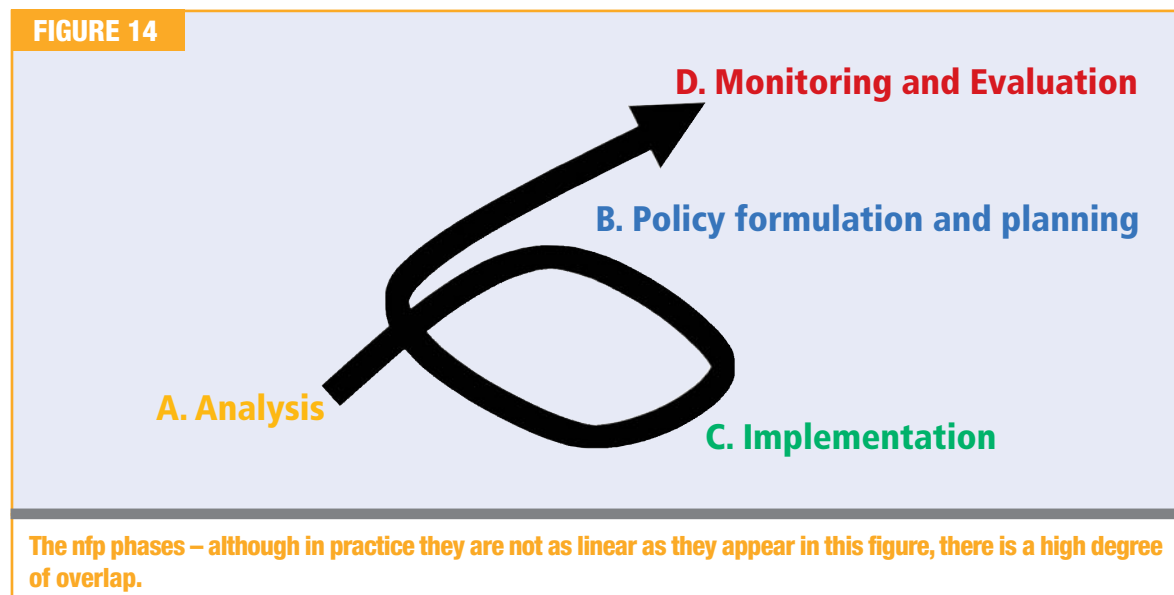 FIGURE 14
D. Monitoring and Evaluation
B. Policy formulation and planning
A. Analysis
C. Implementation
The nfp phases – although in practice they are not as linear as they appear in this figure, there is a high degree
of overlap.